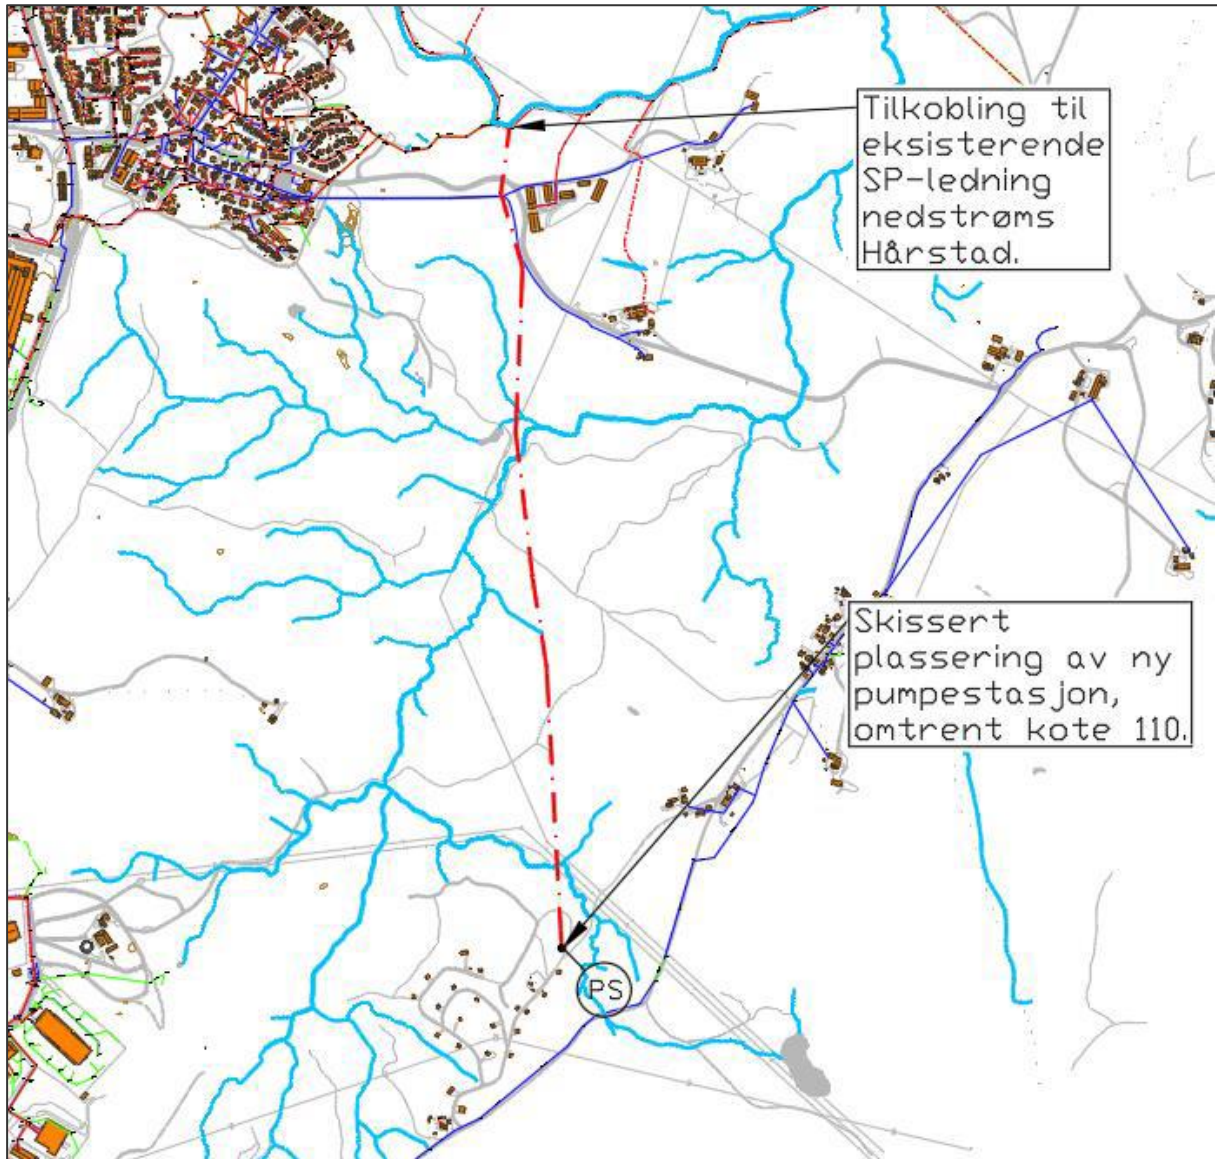 Tilkobling til
eksisterende
SP-ledning
nedstrøms
Hårstad.
Skissert
plassering av ny
pumpestasjon,
omtrent kote 110.
PS